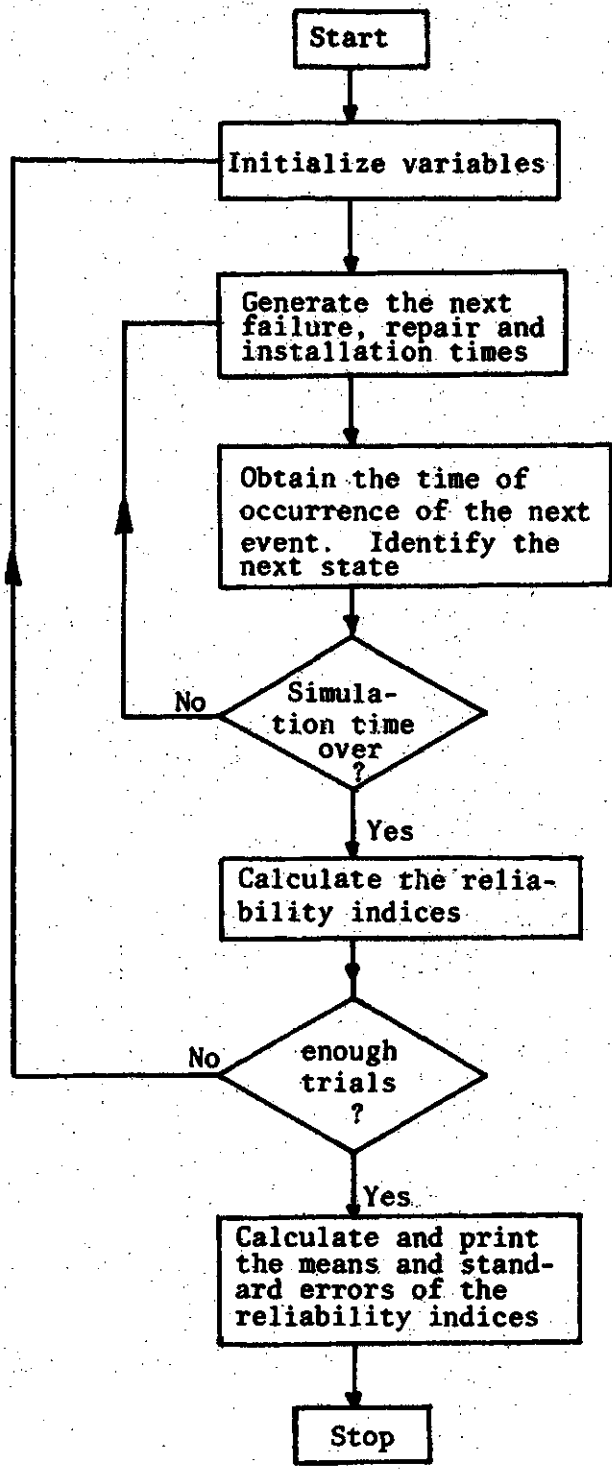 Start
Initialize variables
Generate the next
failure, repair and
installation times
Obtain the time of
occurrence of the next
event. Identify the
next state
No
Simula-
tion time
over
?
Yes
Calculate the relia-
bility indices
No
enough
trials
?
Yes
Calculate and print
the means and stand-
ard errors of the
reliability indices
Stop